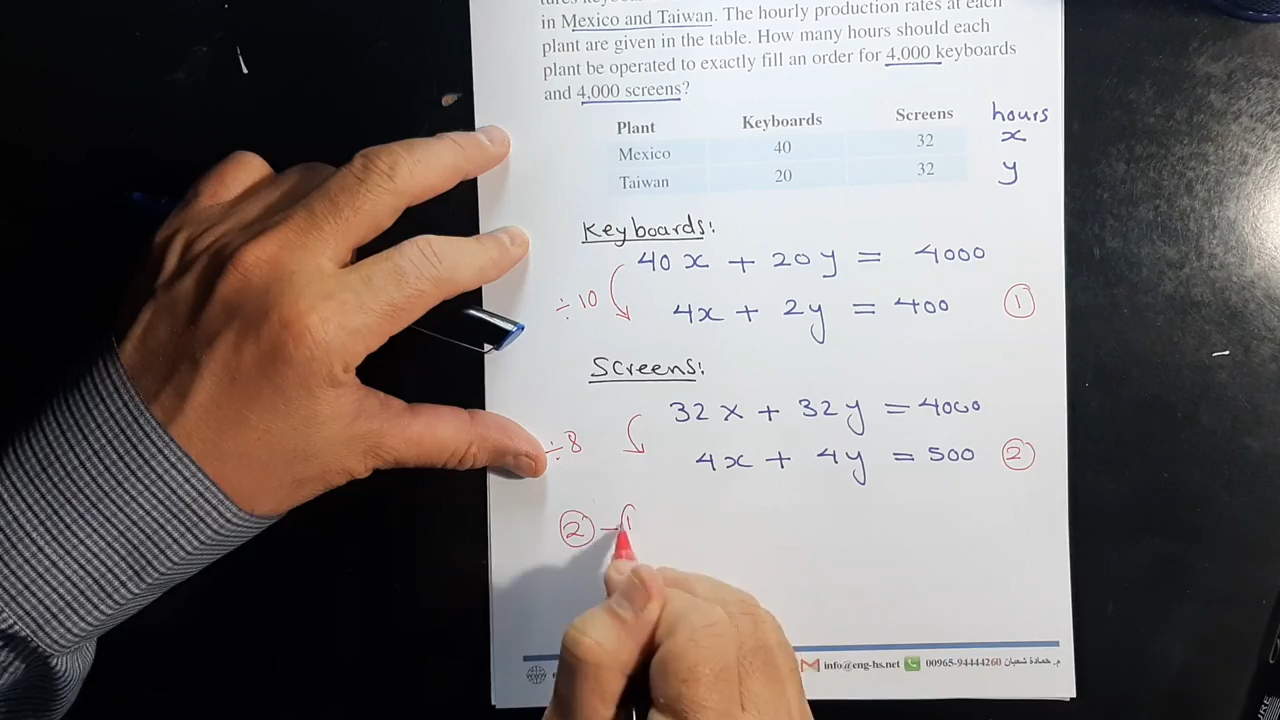 in Mexico and Taiwan. The hourly production rates at each
plant are given in the table. How many hours should each
plant be operated to exactly fill an order for 4,000 keyboards
and 4,000 screens?
Plant Keyboards Screens hours
Mexico 40 32 x
Taiwan 20 32 y
Keyboards:
40x + 20y = 4000
÷10 4x + 2y = 400 ①
Screens:
32x + 32y = 4000
÷8 4x + 4y = 500 ②
② - 1
info@eng-hs.net 00965-94444260 م. حمادة شعبان